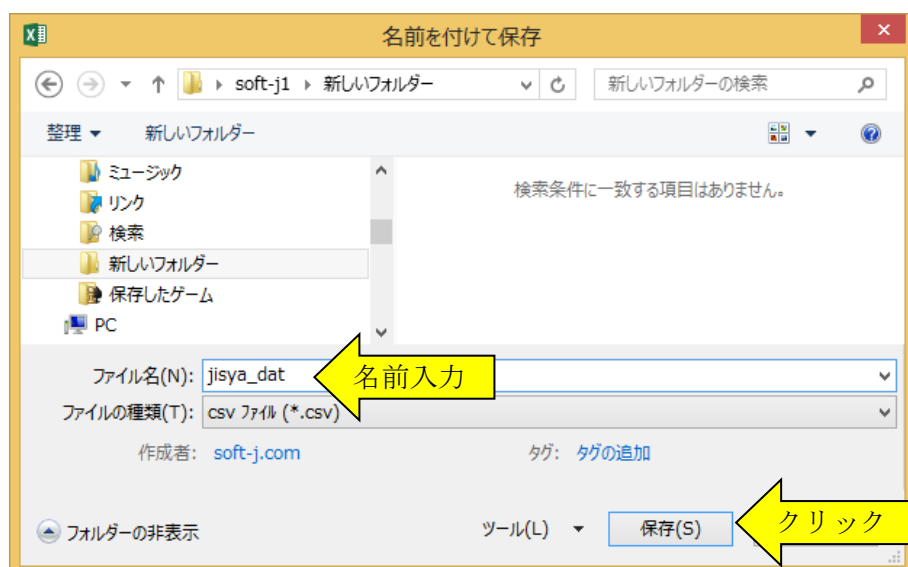 名前を付けて保存
soft-j1 新しいフォルダー 新しいフォルダーの検索
整理 新しいフォルダー
ミュージック
リンク
検索
新しいフォルダー
保存したゲーム
PC
検索条件に一致する項目はありません。
ファイル名(N): jisya_dat 名前入力
ファイルの種類(T): csv ファイル (*.csv)
作成者: soft-j.com タグ: タグの追加
フォルダーの非表示 ツール(L) 保存(S) クリック